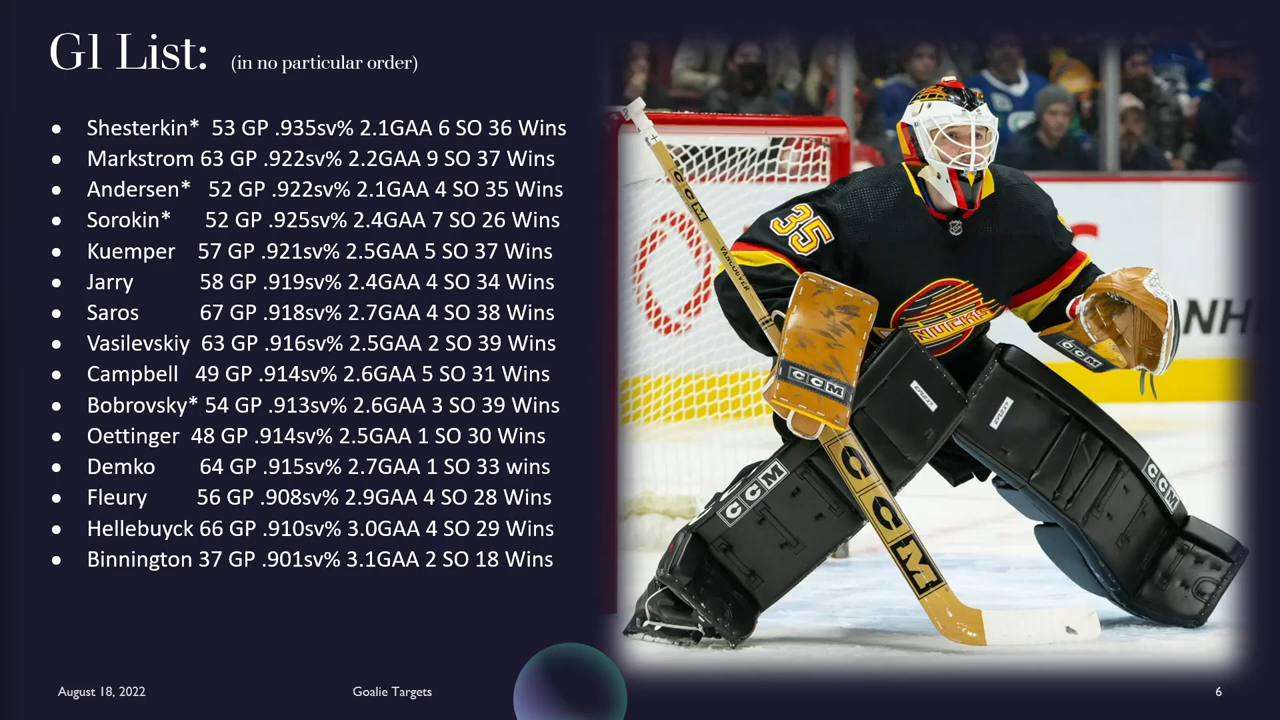 G1 List: (in no particular order)
• Shesterkin* 53 GP .935sv% 2.1GAA 6 SO 36 Wins
• Markstrom 63 GP .922sv% 2.2GAA 9 SO 37 Wins
• Andersen* 52 GP .922sv% 2.1GAA 4 SO 35 Wins
• Sorokin* 52 GP .925sv% 2.4GAA 7 SO 26 Wins
• Kuemper 57 GP .921sv% 2.5GAA 5 SO 37 Wins
• Jarry 58 GP .919sv% 2.4GAA 4 SO 34 Wins
• Saros 67 GP .918sv% 2.7GAA 4 SO 38 Wins
• Vasilevskiy 63 GP .916sv% 2.5GAA 2 SO 39 Wins
• Campbell 49 GP .914sv% 2.6GAA 5 SO 31 Wins
• Bobrovsky* 54 GP .913sv% 2.6GAA 3 SO 39 Wins
• Oettinger 48 GP .914sv% 2.5GAA 1 SO 30 Wins
• Demko 64 GP .915sv% 2.7GAA 1 SO 33 wins
• Fleury 56 GP .908sv% 2.9GAA 4 SO 28 Wins
• Hellebuyck 66 GP .910sv% 3.0GAA 4 SO 29 Wins
• Binnington 37 GP .901sv% 3.1GAA 2 SO 18 Wins
CCM
VANCOUVER
35
NUCKS
NH
CCM
CCM
CCM
CCM
CCM
August 18, 2022 Goalie Targets 6